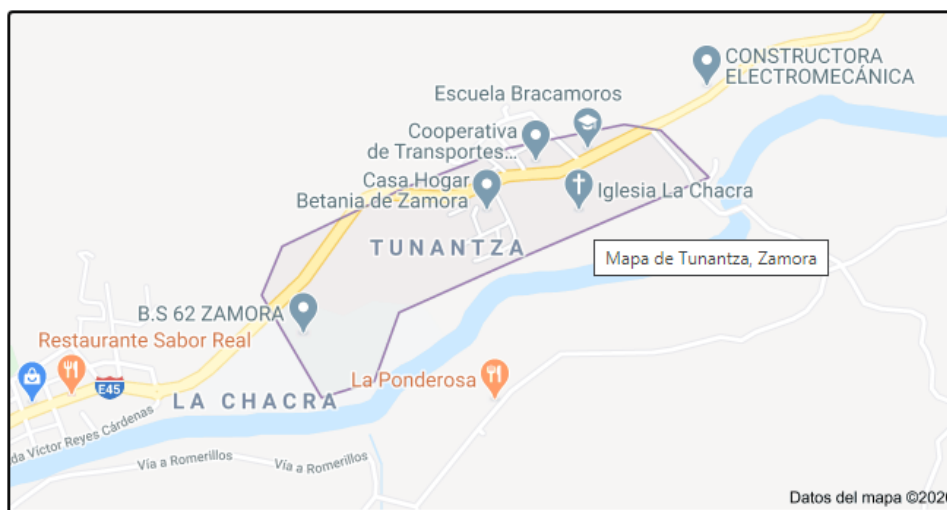 CONSTRUCTORA
ELECTROMECÁNICA
Escuela Bracamoros
Cooperativa
de Transportes...
Casa Hogar
Betania de Zamora
Iglesia La Chacra
TUNANTZA
Mapa de Tunantza, Zamora
B.S 62 ZAMORA
Restaurante Sabor Real
La Ponderosa
E45
LA CHACRA
da Víctor Reyes Cárdenas
Vía a Romerillos
Vía a Romerillos
Datos del mapa ©2020